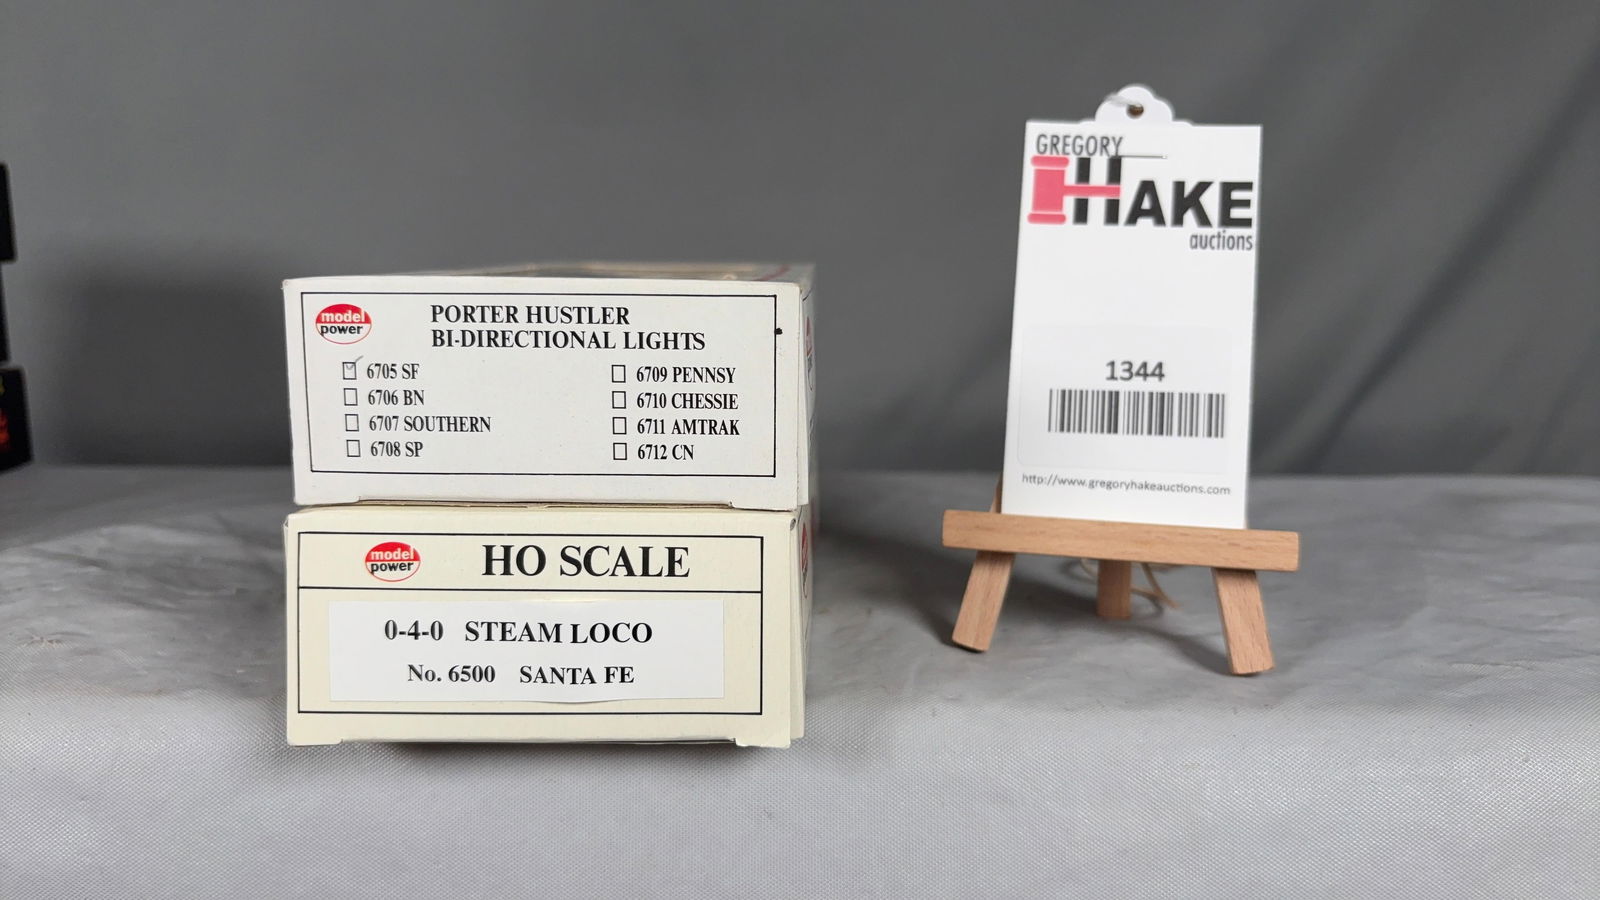 model
power
PORTER HUSTLER
BI-DIRECTIONAL LIGHTS
6705 SF
6706 BN
6707 SOUTHERN
6708 SP
6709 PENNSY
6710 CHESSIE
6711 AMTRAK
6712 CN
model
power
HO SCALE
0-4-0 STEAM LOCO
No. 6500 SANTA FE
GREGORY
HAKE
auctions
1344
http://www.gregoryhakeauctions.com